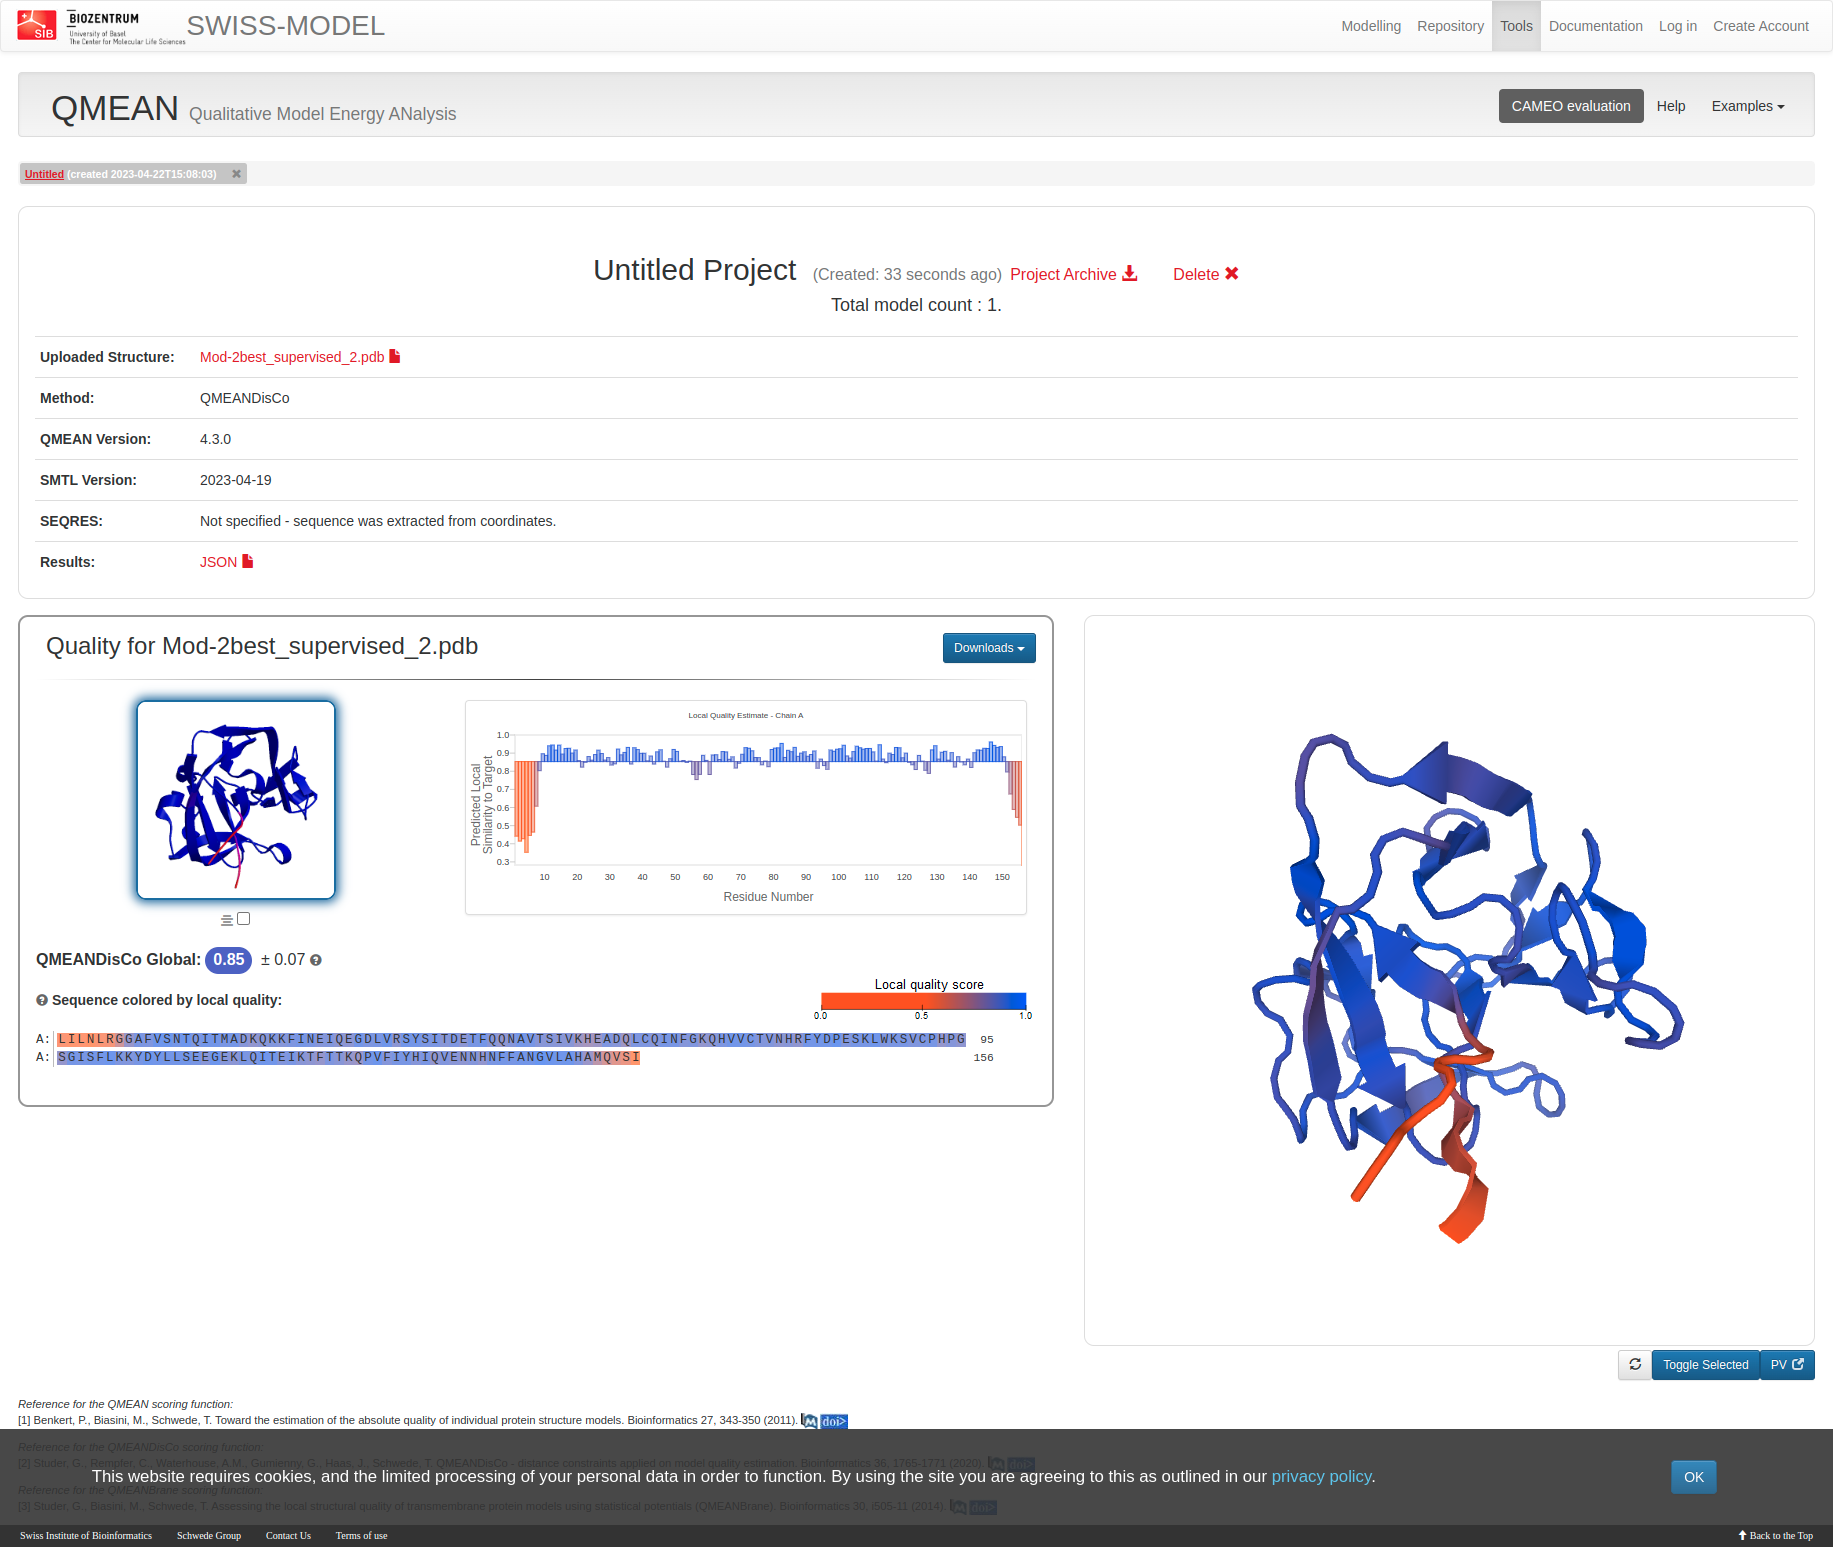 SIB
BIOZENTRUM
University of Basel
The Center for Molecular Life Sciences
SWISS-MODEL
Modelling Repository Tools Documentation Log in Create Account
QMEAN Qualitative Model Energy ANalysis
CAMEO evaluation Help Examples
Untitled (created 2023-04-22T15:08:03) ✖
Untitled Project (Created: 33 seconds ago) Project Archive Delete ✖
Total model count : 1.
Uploaded Structure: Mod-2best_supervised_2.pdb
Method: QMEANDisCo
QMEAN Version: 4.3.0
SMTL Version: 2023-04-19
SEQRES: Not specified - sequence was extracted from coordinates.
Results: JSON
Quality for Mod-2best_supervised_2.pdb
Downloads
Local Quality Estimate - Chain A
Predicted Local
Similarity to Target
1.0
0.9
0.8
0.7
0.6
0.5
0.4
0.3
10 20 30 40 50 60 70 80 90 100 110 120 130 140 150
Residue Number
QMEANDisCo Global: 0.85 ± 0.07
Sequence colored by local quality:
Local quality score
0.0 0.5 1.0
A: LILNLRGGAFVSNTQITMADKQKKFINEIQEGDLVRSYSITDETFQQNAVTSIVKHEADQLCQINFGKQHVVCTVNHRFYDPESKLWKSVCPHPG 95
A: SGISFLKKYDYLLSEEGEKLQITEIKTFTTKQPVFIYHIQVENNHNFFANGVLAHAMQVSI 156
Toggle Selected PV
Reference for the QMEAN scoring function:
[1] Benkert, P., Biasini, M., Schwede, T. Toward the estimation of the absolute quality of individual protein structure models. Bioinformatics 27, 343-350 (2011). M doi>
Reference for the QMEANDisCo scoring function:
[2] Studer, G., Rempfer, C., Waterhouse, A.M., Gumienny, G., Haas, J., Schwede, T. QMEANDisCo - distance constraints applied on model quality estimation. Bioinformatics 36, 1765-1771 (2020). M doi>
This website requires cookies, and the limited processing of your personal data in order to function. By using the site you are agreeing to this as outlined in our privacy policy.
OK
Reference for the QMEANBrane scoring function:
[3] Studer, G., Biasini, M., Schwede, T. Assessing the local structural quality of transmembrane protein models using statistical potentials (QMEANBrane). Bioinformatics 30, i505-11 (2014). M doi>
Swiss Institute of Bioinformatics Schwede Group Contact Us Terms of use
Back to the Top